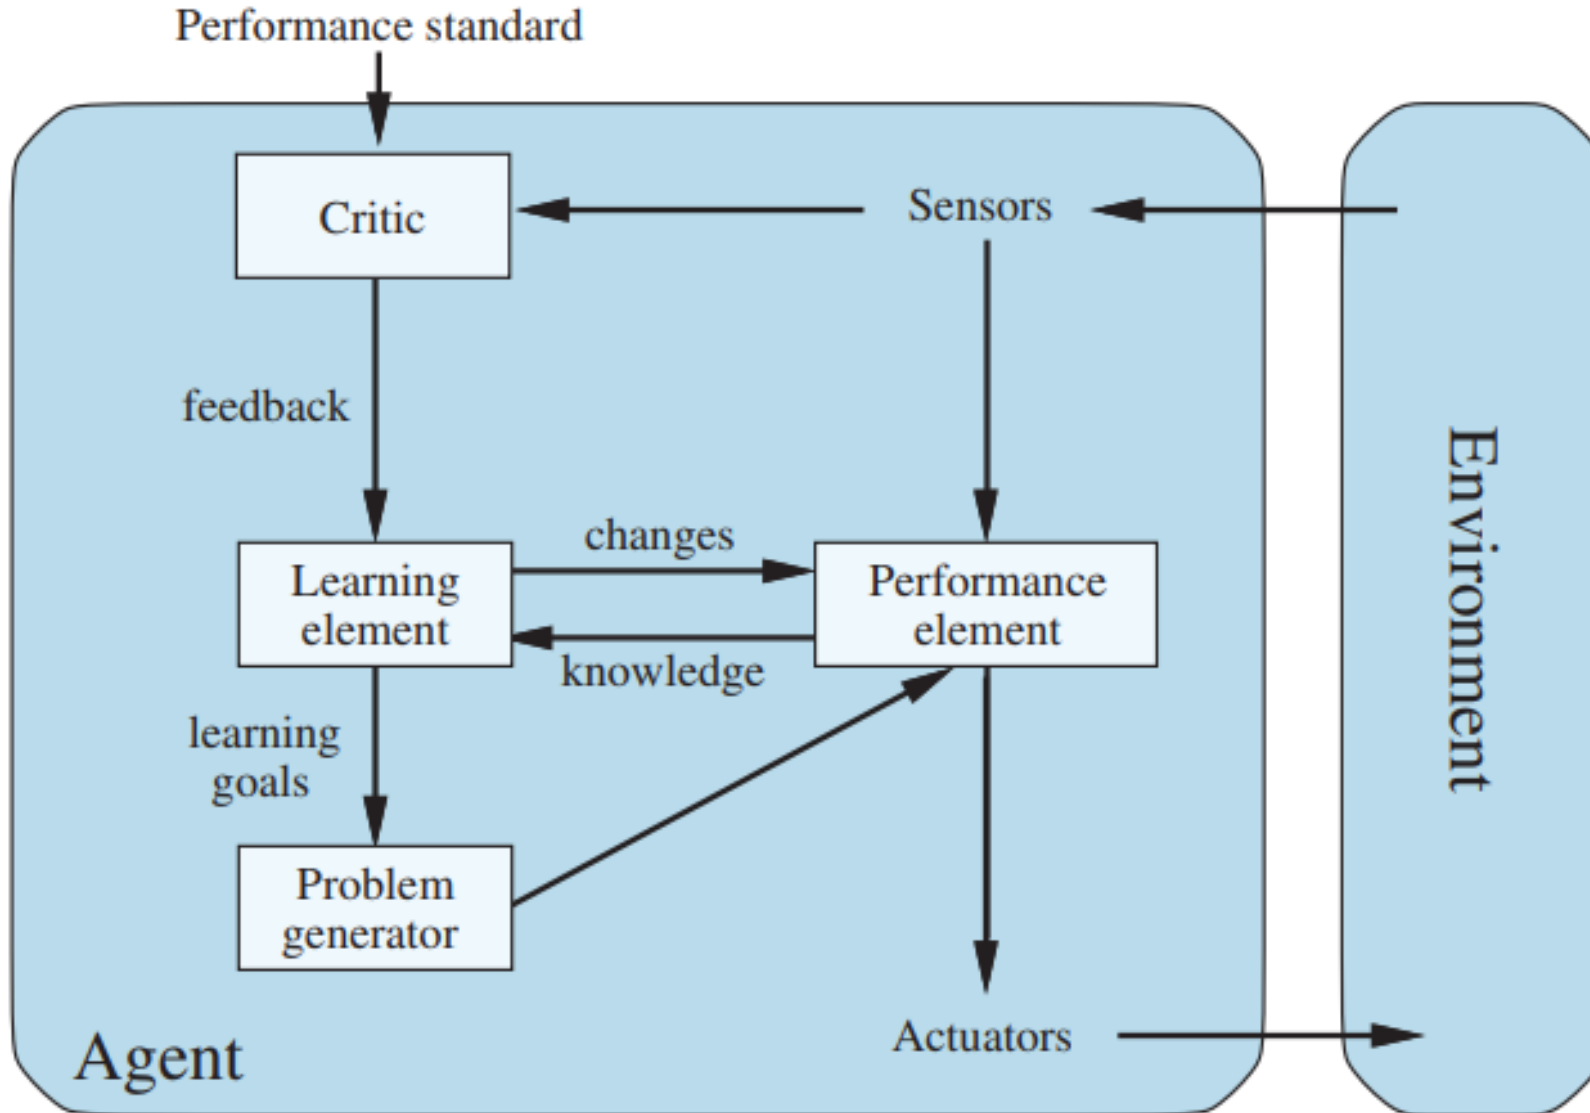 Performance standard
Critic
Sensors
feedback
changes
Learning
element
Performance
element
knowledge
learning
goals
Problem
generator
Agent
Actuators
Environment